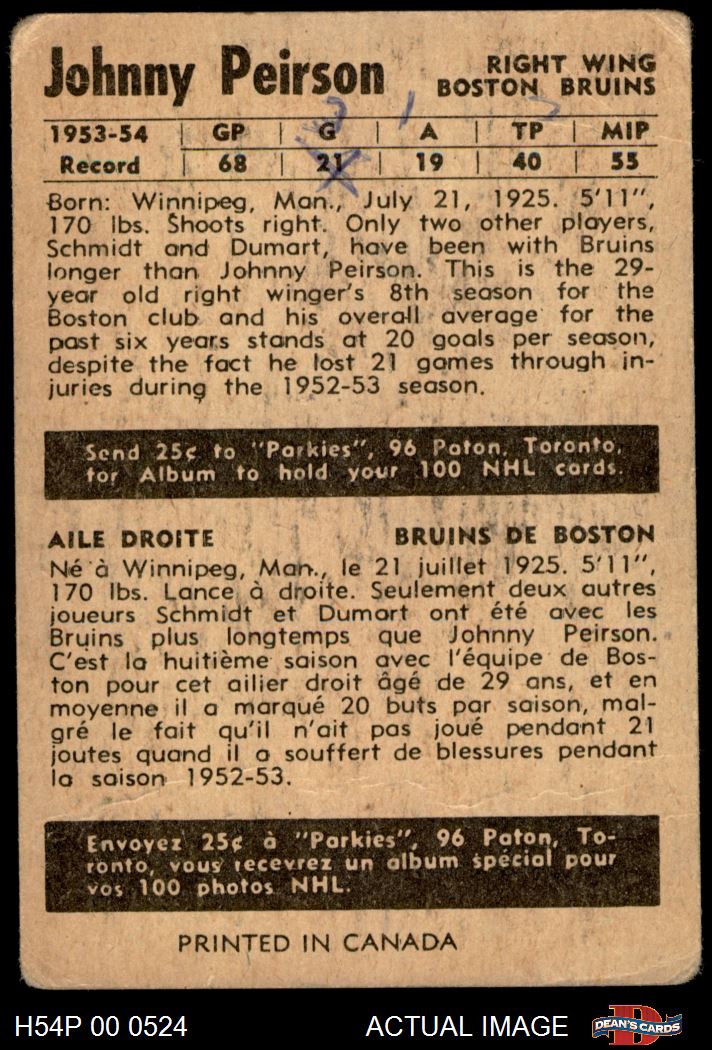 Johnny Peirson
RIGHT WING
BOSTON BRUINS
3 1
1953-54 | GP | G | A | TP | MIP
Record | 68 | 21 | 19 | 40 | 55
Born: Winnipeg, Man., July 21, 1925. 5'11",
170 lbs. Shoots right. Only two other players,
Schmidt and Dumart, have been with Bruins
longer than Johnny Peirson. This is the 29-
year old right winger's 8th season for the
Boston club and his overall average for the
past six years stands at 20 goals per season,
despite the fact he lost 21 games through in-
juries during the 1952-53 season.
Send 25¢ to "Parkies", 96 Paton, Toronto,
for Album to hold your 100 NHL cards.
AILE DROITE BRUINS DE BOSTON
Né à Winnipeg, Man., le 21 juillet 1925. 5'11",
170 lbs. Lance à droite. Seulement deux autres
joueurs Schmidt et Dumart ont été avec les
Bruins plus longtemps que Johnny Peirson.
C'est la huitième saison avec l'équipe de Bos-
ton pour cet ailier droit âgé de 29 ans, et en
moyenne il a marqué 20 buts par saison, mal-
gré le fait qu'il n'ait pas joué pendant 21
joutes quand il a souffert de blessures pendant
la saison 1952-53.
Envoyez 25¢ à "Parkies", 96 Paton, To-
ronto, vous recevrez un album spécial pour
vos 100 photos NHL.
PRINTED IN CANADA
H54P 00 0524 ACTUAL IMAGE D DEAN'S CARDS